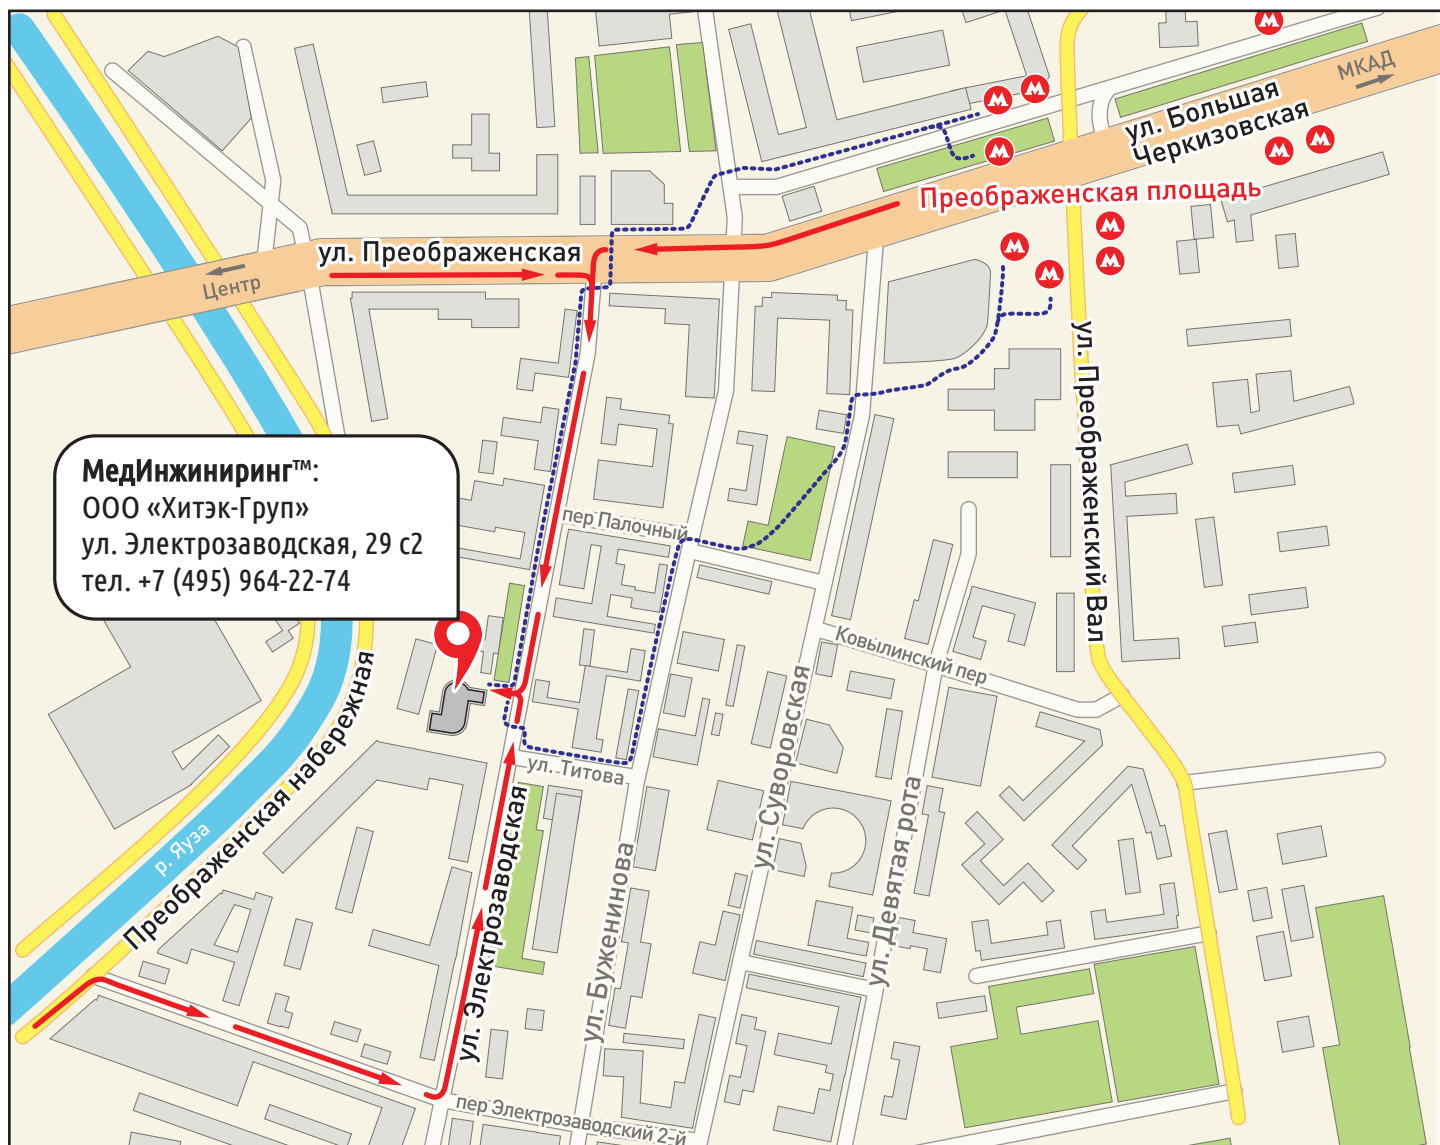 МКАД
ул. Большая
Черкизовская
Преображенская площадь
ул. Преображенская
Центр
ул. Преображенский Вал
МедИнжиниринг™:
ООО «Хитэк-Груп»
ул. Электрозаводская, 29 с2
тел. +7 (495) 964-22-74
пер Палочный
Ковылинский пер
Преображенская набережная
р. Яуза
ул. Титова
ул. Электрозаводская
ул. Буженинова
ул. Суворовская
ул. Девятая рота
пер Электрозаводский 2-й